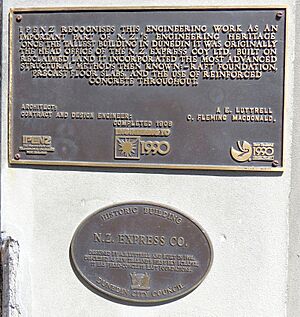 I P E N Z RECOGNISES THIS ENGINEERING WORK AS AN
IMPORTANT PART OF N.Z.'S ENGINEERING HERITAGE
ONCE THE TALLEST BUILDING IN DUNEDIN IT WAS ORIGINALLY
THE HEAD OFFICE OF THE N.Z. EXPRESS COY LTD. BUILT ON
RECLAIMED LAND IT INCORPORATED THE MOST ADVANCED
STRUCTURAL METHODS THEN KNOWN:-RAFT FOUNDATION,
PRECAST FLOOR SLABS AND THE USE OF REINFORCED
CONCRETE THROUGHOUT.
ARCHITECT: A E. LUTTRELL
CONTRACT AND DESIGN ENGINEER: C. FLEMING MACDONALD.
COMPLETED 1908
IPENZ
1990
1990
HISTORIC BUILDING
N.Z. EXPRESS CO.
DUNEDIN CITY COUNCIL